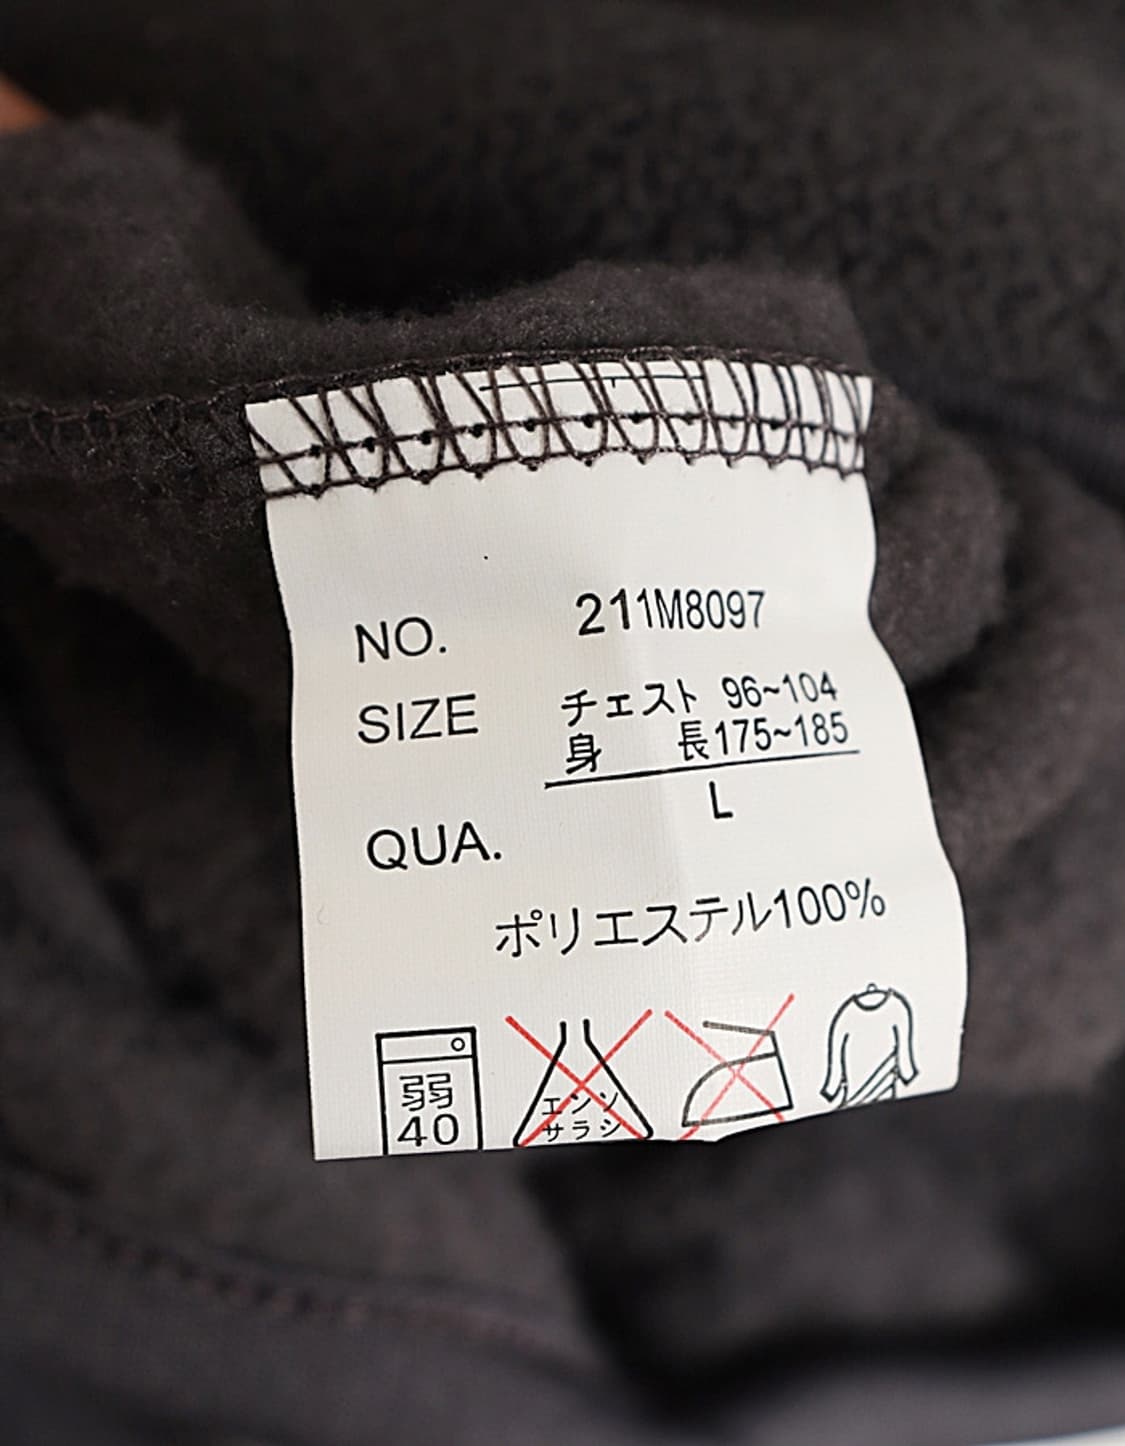 NO. 211M8097
SIZE チェスト 96~104
身 長175~185
L
QUA.
ポリエステル100%
弱
40
エンソ
サラシ